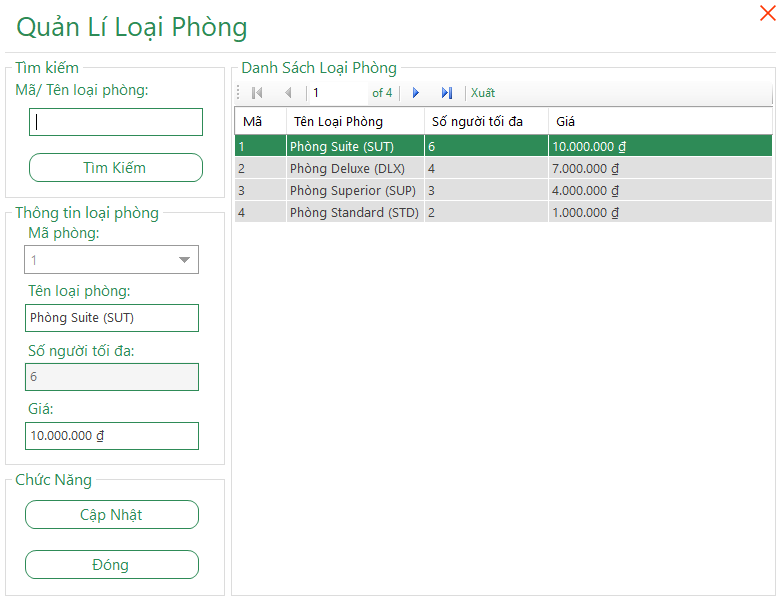 Quản Lí Loại Phòng
Tìm kiếm
Mã/ Tên loại phòng:
Tìm Kiếm
Thông tin loại phòng
Mã phòng:
1
Tên loại phòng:
Phòng Suite (SUT)
Số người tối đa:
6
Giá:
10.000.000 ₫
Chức Năng
Cập Nhật
Đóng
Danh Sách Loại Phòng
1 of 4 Xuất
Mã Tên Loại Phòng Số người tối đa Giá
1 Phòng Suite (SUT) 6 10.000.000 ₫
2 Phòng Deluxe (DLX) 4 7.000.000 ₫
3 Phòng Superior (SUP) 3 4.000.000 ₫
4 Phòng Standard (STD) 2 1.000.000 ₫